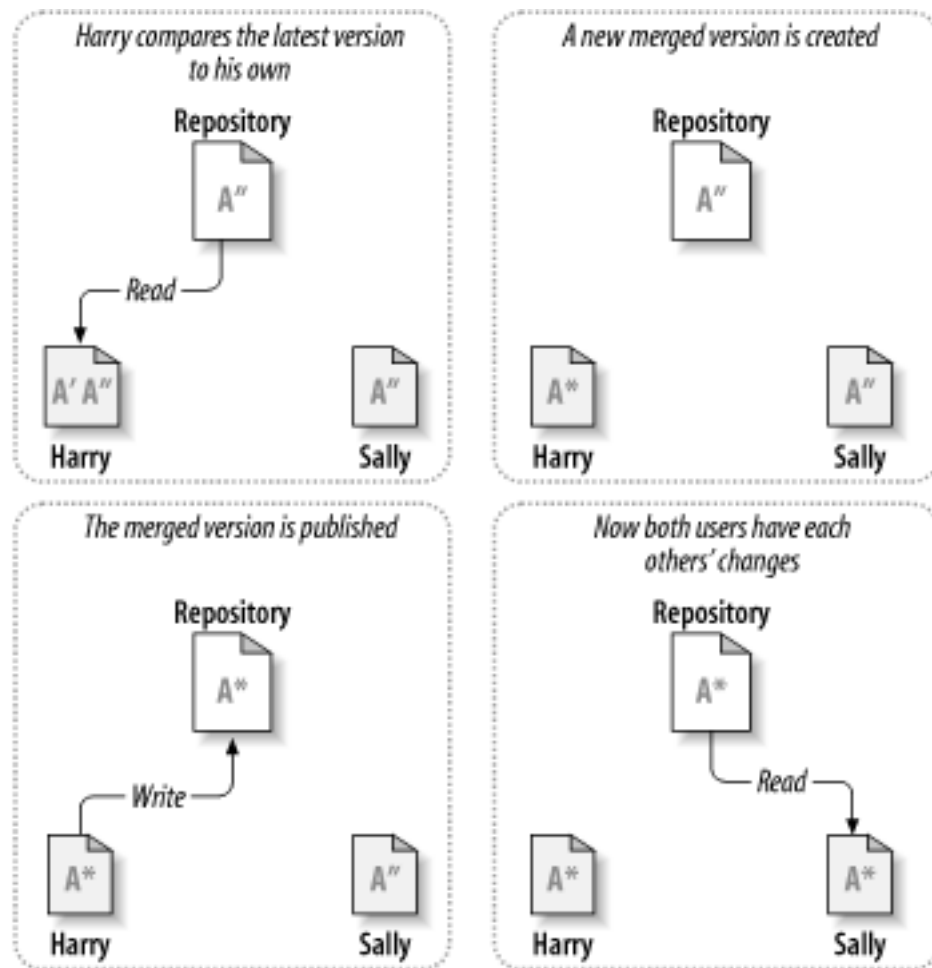 Harry compares the latest version
to his own
Repository
A″
Read
A′ A″
A″
Harry
Sally
A new merged version is created
Repository
A″
A*
A″
Harry
Sally
The merged version is published
Repository
A*
Write
A*
A″
Harry
Sally
Now both users have each
others’ changes
Repository
A*
Read
A*
A*
Harry
Sally